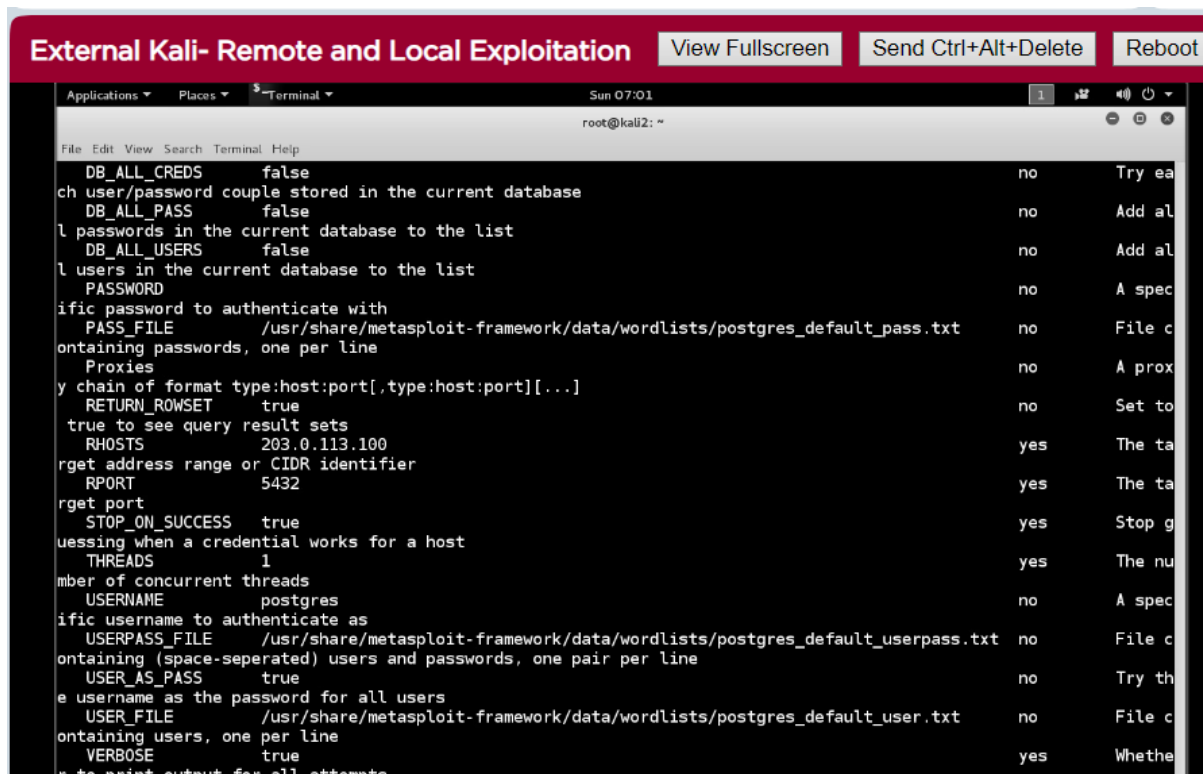 External Kali- Remote and Local Exploitation View Fullscreen Send Ctrl+Alt+Delete Reboot
Applications Places $_Terminal Sun 07:01 1
root@kali2: ~
File Edit View Search Terminal Help
DB_ALL_CREDS false no Try ea
ch user/password couple stored in the current database
DB_ALL_PASS false no Add al
l passwords in the current database to the list
DB_ALL_USERS false no Add al
l users in the current database to the list
PASSWORD no A spec
ific password to authenticate with
PASS_FILE /usr/share/metasploit-framework/data/wordlists/postgres_default_pass.txt no File c
ontaining passwords, one per line
Proxies no A prox
y chain of format type:host:port[,type:host:port][...]
RETURN_ROWSET true no Set to
true to see query result sets
RHOSTS 203.0.113.100 yes The ta
rget address range or CIDR identifier
RPORT 5432 yes The ta
rget port
STOP_ON_SUCCESS true yes Stop g
uessing when a credential works for a host
THREADS 1 yes The nu
mber of concurrent threads
USERNAME postgres no A spec
ific username to authenticate as
USERPASS_FILE /usr/share/metasploit-framework/data/wordlists/postgres_default_userpass.txt no File c
ontaining (space-seperated) users and passwords, one pair per line
USER_AS_PASS true no Try th
e username as the password for all users
USER_FILE /usr/share/metasploit-framework/data/wordlists/postgres_default_user.txt no File c
ontaining users, one per line
VERBOSE true yes Whethe
r to print output for all attempts